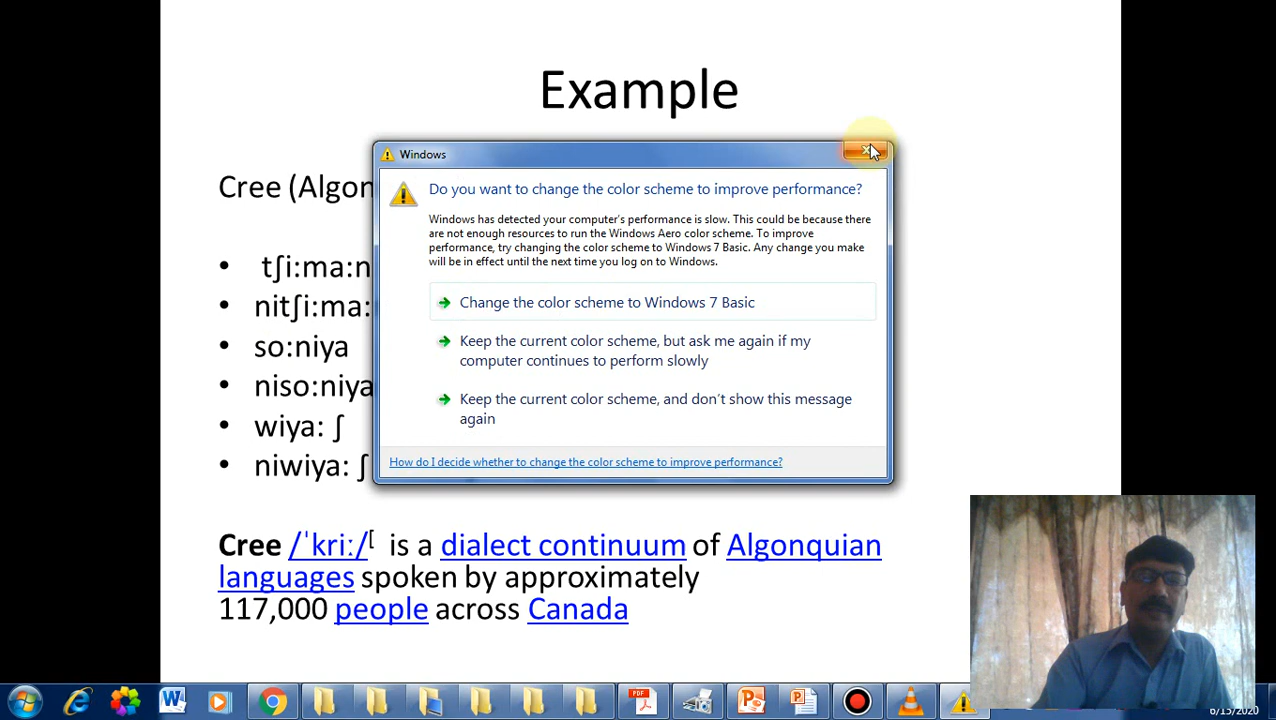 Example
Cree (Algon
• tʃi:ma:n
• nitʃi:ma:
• so:niya
• niso:niya
• wiya: ʃ
• niwiya: ʃ
Windows
Do you want to change the color scheme to improve performance?
Windows has detected your computer's performance is slow. This could be because there
are not enough resources to run the Windows Aero color scheme. To improve
performance, try changing the color scheme to Windows 7 Basic. Any change you make
will be in effect until the next time you log on to Windows.
Change the color scheme to Windows 7 Basic
Keep the current color scheme, but ask me again if my
computer continues to perform slowly
Keep the current color scheme, and don't show this message
again
How do I decide whether to change the color scheme to improve performance?
Cree /ˈkriː/[ is a dialect continuum of Algonquian
languages spoken by approximately
117,000 people across Canada
6/15/2020